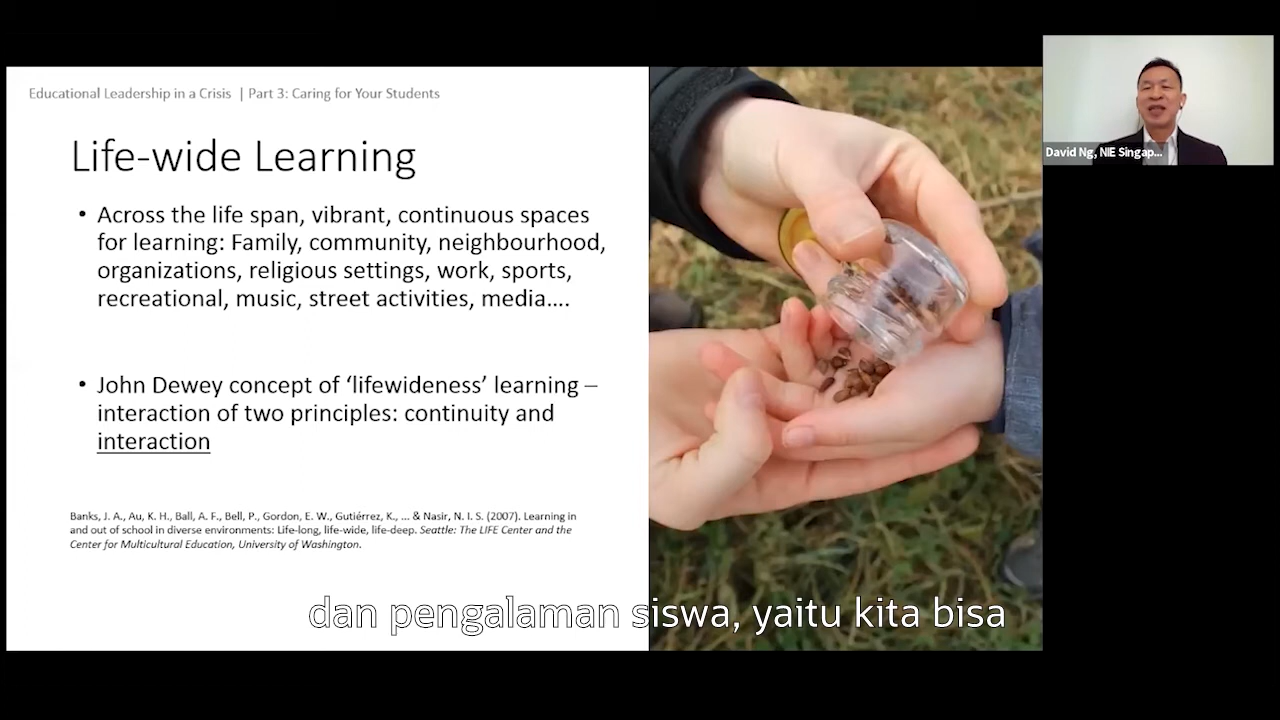 Educational Leadership in a Crisis | Part 3: Caring for Your Students
Life-wide Learning
• Across the life span, vibrant, continuous spaces
for learning: Family, community, neighbourhood,
organizations, religious settings, work, sports,
recreational, music, street activities, media....
• John Dewey concept of ‘lifewideness’ learning –
interaction of two principles: continuity and
interaction
Banks, J. A., Au, K. H., Ball, A. F., Bell, P., Gordon, E. W., Gutiérrez, K., ... & Nasir, N. I. S. (2007). Learning in
and out of school in diverse environments: Life-long, life-wide, life-deep. Seattle: The LIFE Center and the
Center for Multicultural Education, University of Washington.
David Ng, NIE Singap...
dan pengalaman siswa, yaitu kita bisa